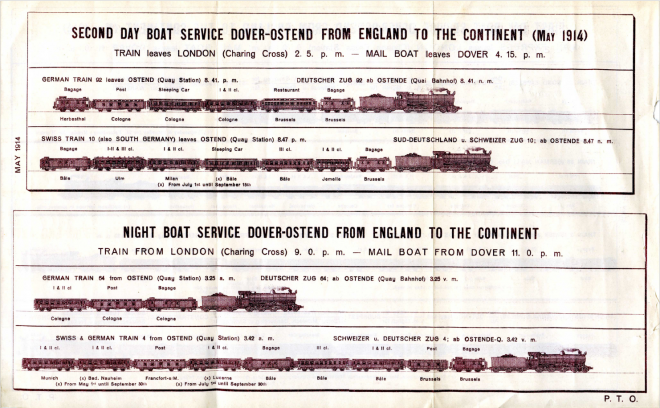 SECOND DAY BOAT SERVICE DOVER-OSTEND FROM ENGLAND TO THE CONTINENT (May 1914)
TRAIN leaves LONDON (Charing Cross) 2. 5. p. m. — MAIL BOAT leaves DOVER 4. 15. p. m.
GERMAN TRAIN 92 leaves OSTEND (Quay Station) 8. 41. p. m. DEUTSCHER ZUG 92 ab OSTENDE (Quai Bahnhof) 8. 41. n. m.
Bagage Post Sleeping Car I & II cl. Restaurant Bagage
Herbesthal Cologne Cologne Cologne Brussels Brussels
SWISS TRAIN 10 (also SOUTH GERMANY) leaves OSTEND (Quay Station) 8.47 p. m. SUD-DEUTSCHLAND u. SCHWEIZER ZUG 10; ab OSTENDE 8.47 n. m.
Bagage I-II & III cl. I & II cl. Sleeping Car III cl. I & II cl. Bagage
Bâle Ulm Milan (x) Bâle Bâle Jemelle Brussels
(x) From July 1st until September 15th
MAY 1914
NIGHT BOAT SERVICE DOVER-OSTEND FROM ENGLAND TO THE CONTINENT
TRAIN FROM LONDON (Charing Cross) 9. 0. p. m. — MAIL BOAT FROM DOVER 11. 0. p. m.
GERMAN TRAIN 64 from OSTEND (Quay Station) 3.25 a. m. DEUTSCHER ZUG 64; ab OSTENDE (Quay Bahnhof) 3.25 v. m.
I & II cl Post Bagage
Cologne Cologne Cologne
SWISS & GERMAN TRAIN 4 from OSTEND (Quay Station) 3.42 a. m. SCHWEIZER u. DEUTSCHER ZUG 4; ab OSTENDE-Q. 3.42 v. m.
I & II cl. I & II cl. Post I & II cl. Bagage III cl. I & II cl. Post Bagage
Munich (x) Bad. Nauheim Francfort-s/M. (x) Lucerne Bâle Bâle Bâle Brussels Brussels
(x) From May 1st until September 30th (x) From July 1st until September 30th
P. T. O.